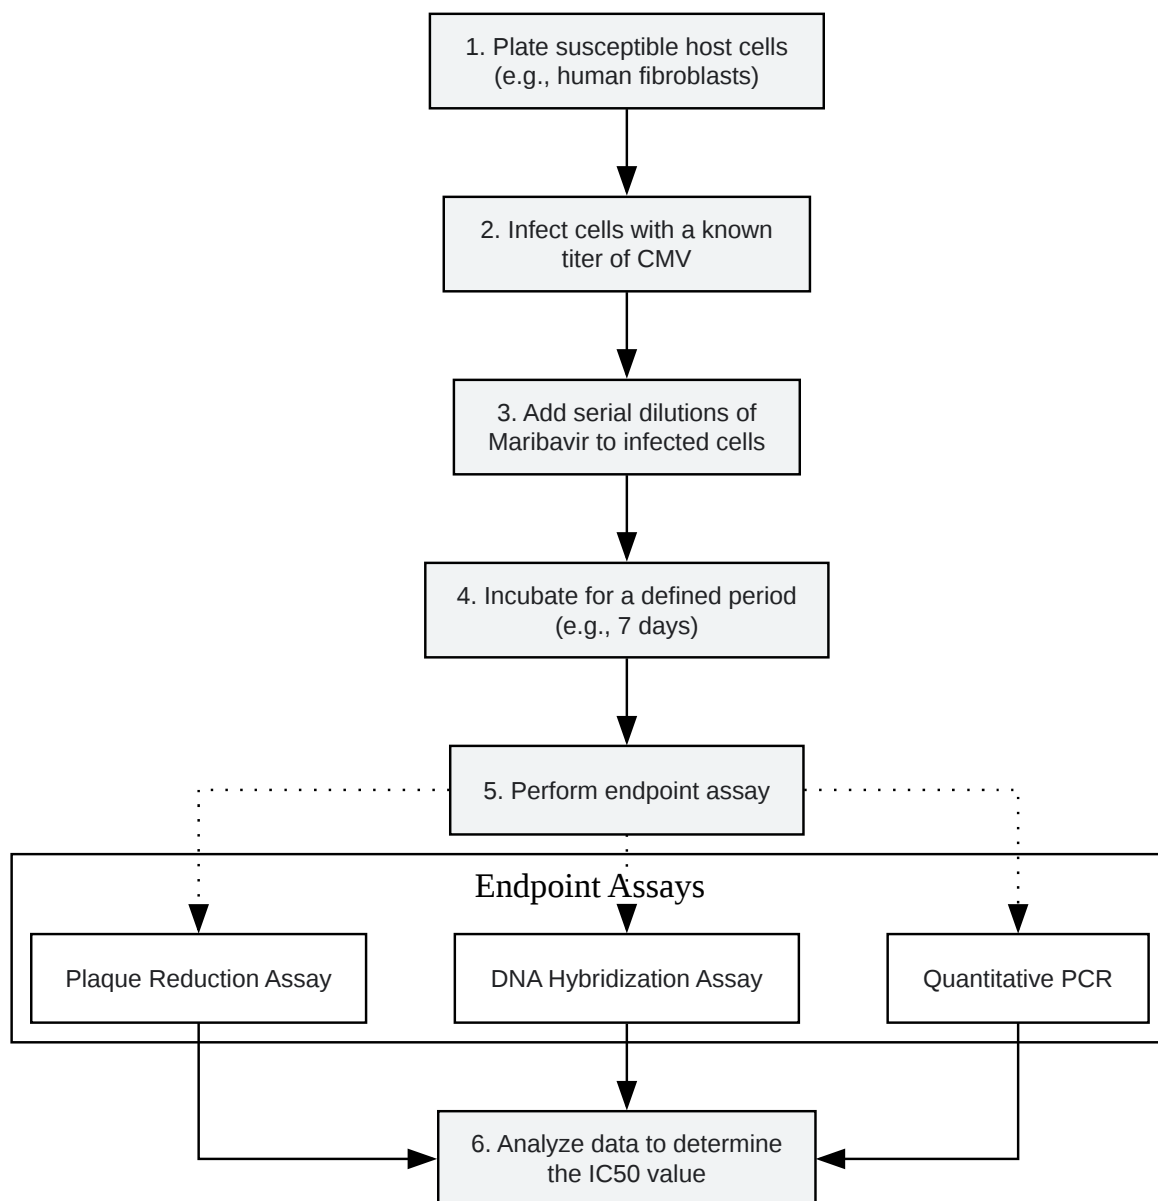 1. Plate susceptible host cells
(e.g., human fibroblasts)
2. Infect cells with a known
titer of CMV
3. Add serial dilutions of
Maribavir to infected cells
4. Incubate for a defined period
(e.g., 7 days)
5. Perform endpoint assay
Endpoint Assays
Plaque Reduction Assay
DNA Hybridization Assay
Quantitative PCR
6. Analyze data to determine
the IC50 value